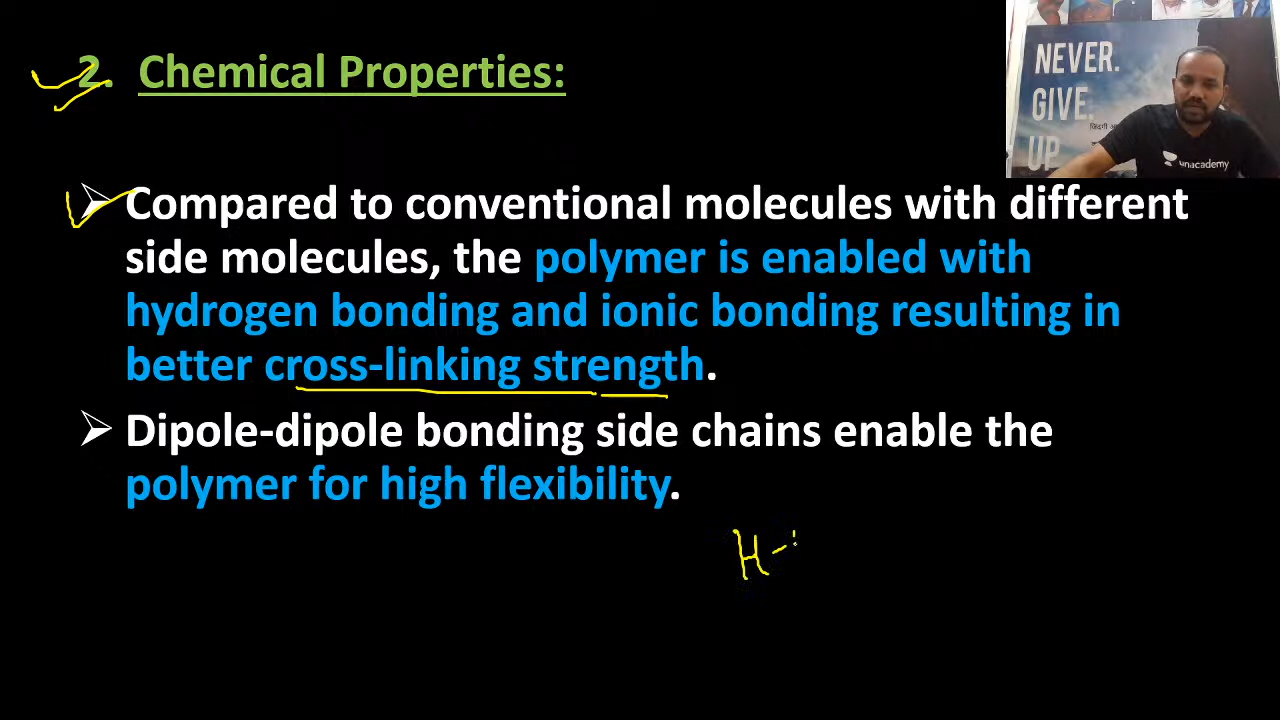 2. Chemical Properties:
NEVER.
GIVE.
UP
जिंदगी
unacademy
➢ Compared to conventional molecules with different
side molecules, the polymer is enabled with
hydrogen bonding and ionic bonding resulting in
better cross-linking strength.
➢ Dipole-dipole bonding side chains enable the
polymer for high flexibility.
H-